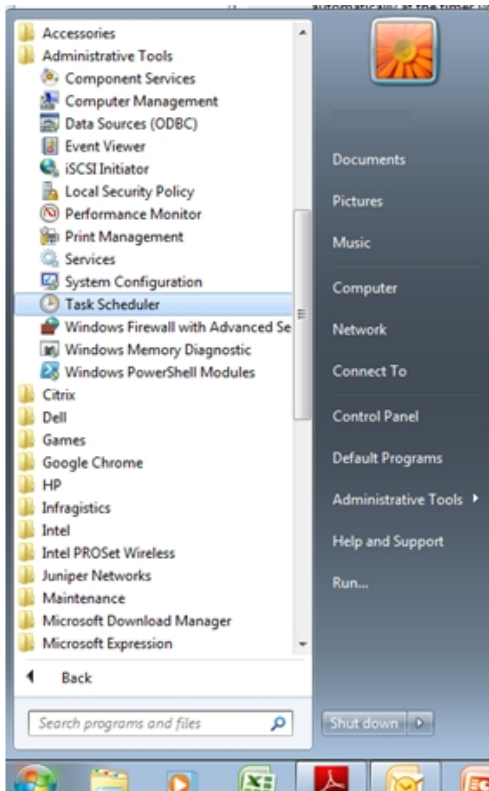 automatically at the times
Accessories
Administrative Tools
Component Services
Computer Management
Data Sources (ODBC)
Event Viewer
iSCSI Initiator
Local Security Policy
Performance Monitor
Print Management
Services
System Configuration
Task Scheduler
Windows Firewall with Advanced Se
Windows Memory Diagnostic
Windows PowerShell Modules
Citrix
Dell
Games
Google Chrome
HP
Infragistics
Intel
Intel PROSet Wireless
Juniper Networks
Maintenance
Microsoft Download Manager
Microsoft Expression
Back
Search programs and files
Documents
Pictures
Music
Computer
Network
Connect To
Control Panel
Default Programs
Administrative Tools
Help and Support
Run...
Shut down